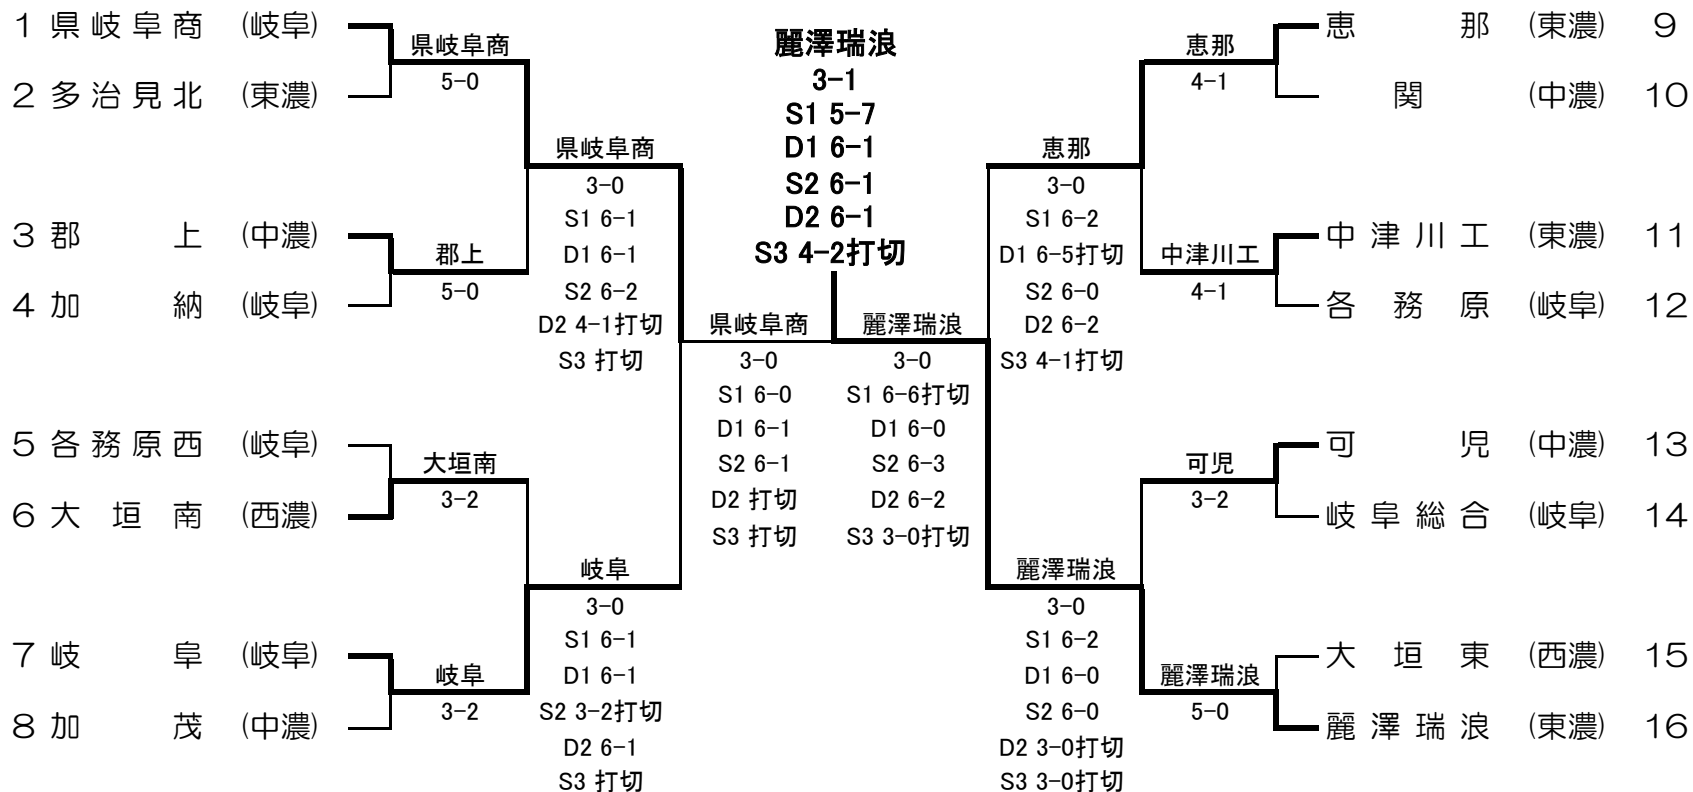 1 県岐阜商 (岐阜)
県岐阜商
5-0
2 多治見北 (東濃)
県岐阜商
3-0
S1 6-1
D1 6-1
S2 6-2
D2 4-1打切
S3 打切
3 郡上 (中濃)
郡上
5-0
4 加納 (岐阜)
県岐阜商
3-0
S1 6-0
D1 6-1
S2 6-1
D2 打切
S3 打切
5 各務原西 (岐阜)
大垣南
3-2
6 大垣南 (西濃)
岐阜
3-0
S1 6-1
D1 6-1
S2 3-2打切
D2 6-1
S3 打切
7 岐阜 (岐阜)
岐阜
3-2
8 加茂 (中濃)
麗澤瑞浪
3-1
S1 5-7
D1 6-1
S2 6-1
D2 6-1
S3 4-2打切
麗澤瑞浪
3-0
S1 6-6打切
D1 6-0
S2 6-3
D2 6-2
S3 3-0打切
恵那 (東濃) 9
恵那
4-1
関 (中濃) 10
恵那
3-0
S1 6-2
D1 6-5打切
S2 6-0
D2 6-2
S3 4-1打切
中津川工 (東濃) 11
中津川工
4-1
各務原 (岐阜) 12
可児 (中濃) 13
可児
3-2
岐阜総合 (岐阜) 14
麗澤瑞浪
3-0
S1 6-2
D1 6-0
S2 6-0
D2 3-0打切
S3 3-0打切
大垣東 (西濃) 15
麗澤瑞浪
5-0
麗澤瑞浪 (東濃) 16